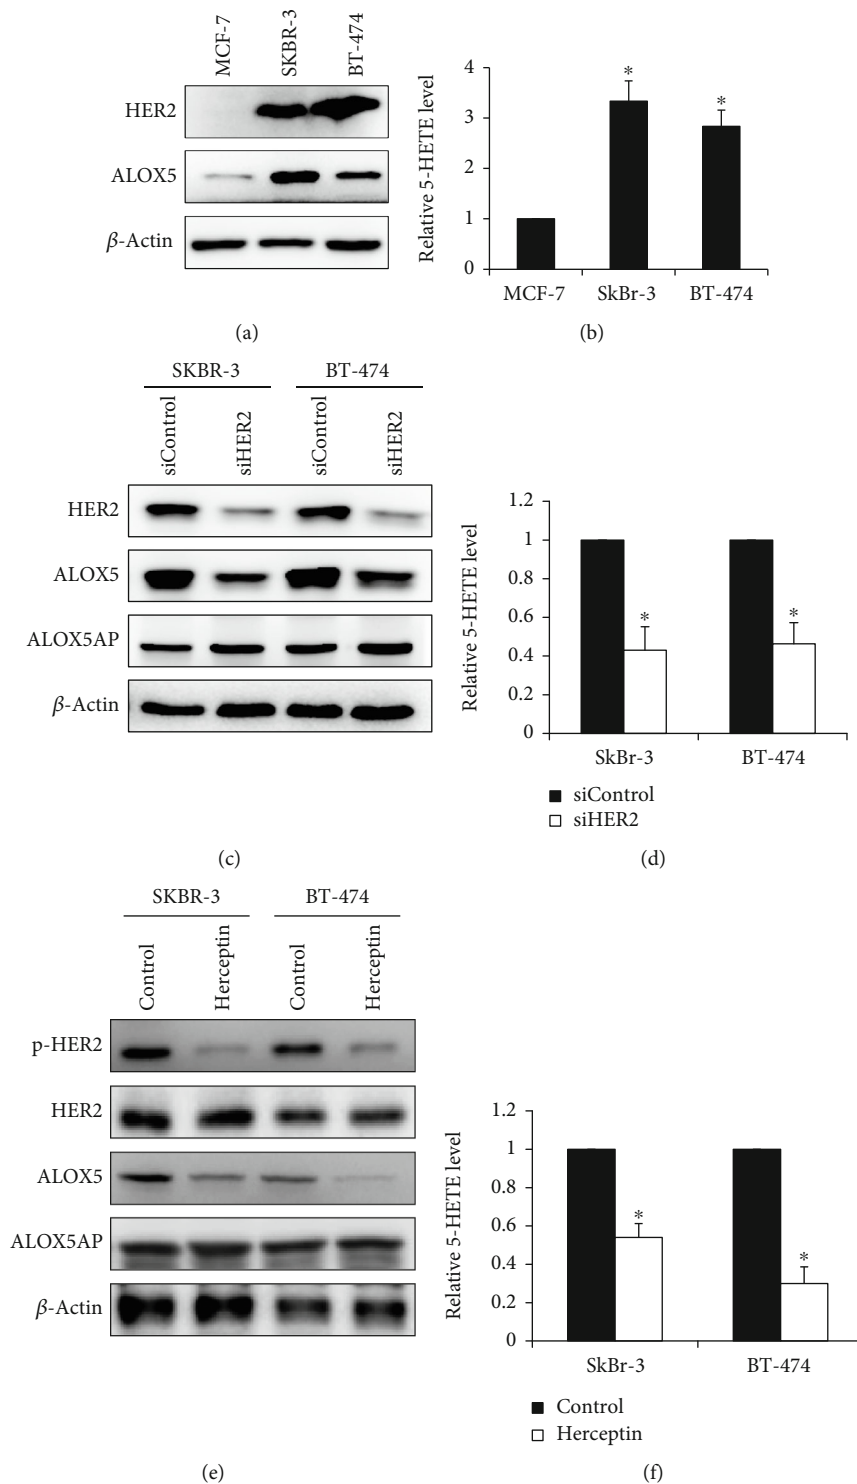 MCF-7
SKBR-3
BT-474
HER2
ALOX5
β-Actin
(a)
Relative 5-HETE level
4
3
2
1
0
*
*
MCF-7 SkBr-3 BT-474
(b)
SKBR-3 BT-474
siControl
siHER2
siControl
siHER2
HER2
ALOX5
ALOX5AP
β-Actin
(c)
Relative 5-HETE level
1.2
1
0.8
0.6
0.4
0.2
0
*
*
SkBr-3 BT-474
siControl
siHER2
(d)
SKBR-3 BT-474
Control
Herceptin
Control
Herceptin
p-HER2
HER2
ALOX5
ALOX5AP
β-Actin
(e)
Relative 5-HETE level
1.2
1
0.8
0.6
0.4
0.2
0
*
*
SkBr-3 BT-474
Control
Herceptin
(f)